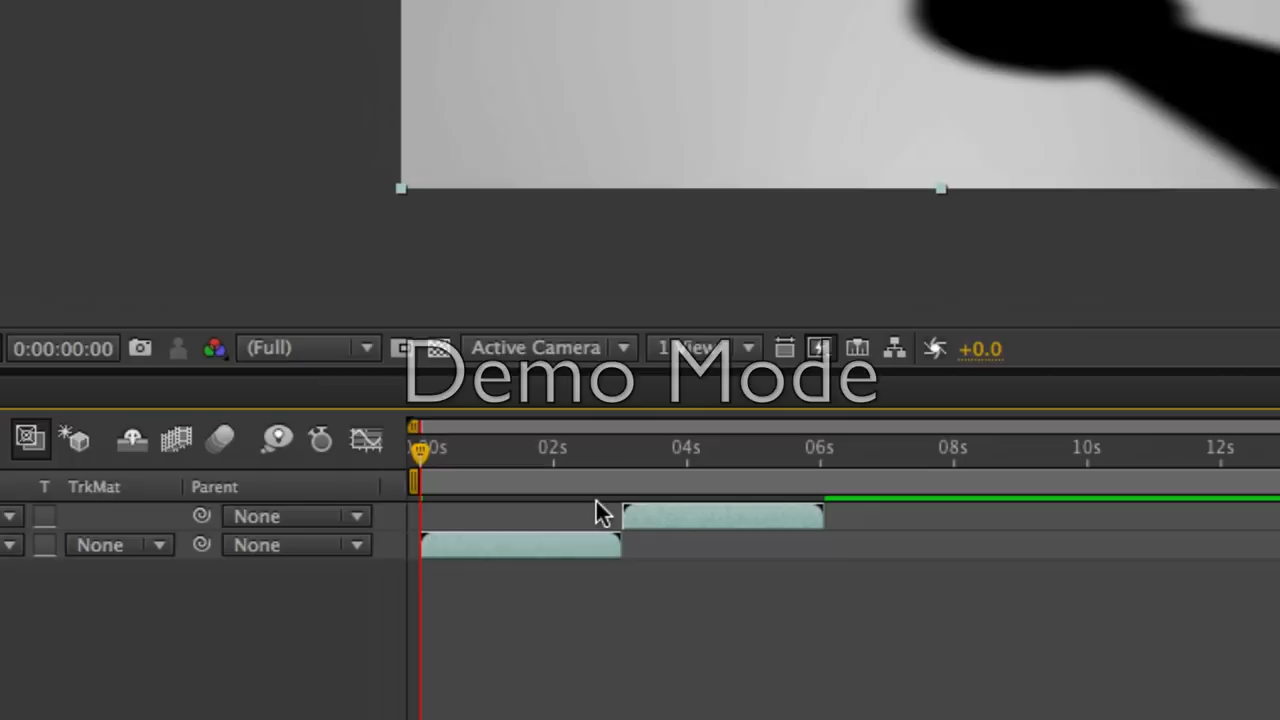 0:00:00:00 (Full) Active Camera 1 View +0.0
Demo Mode
00s 02s 04s 06s 08s 10s 12s
T TrkMat Parent
None
None None